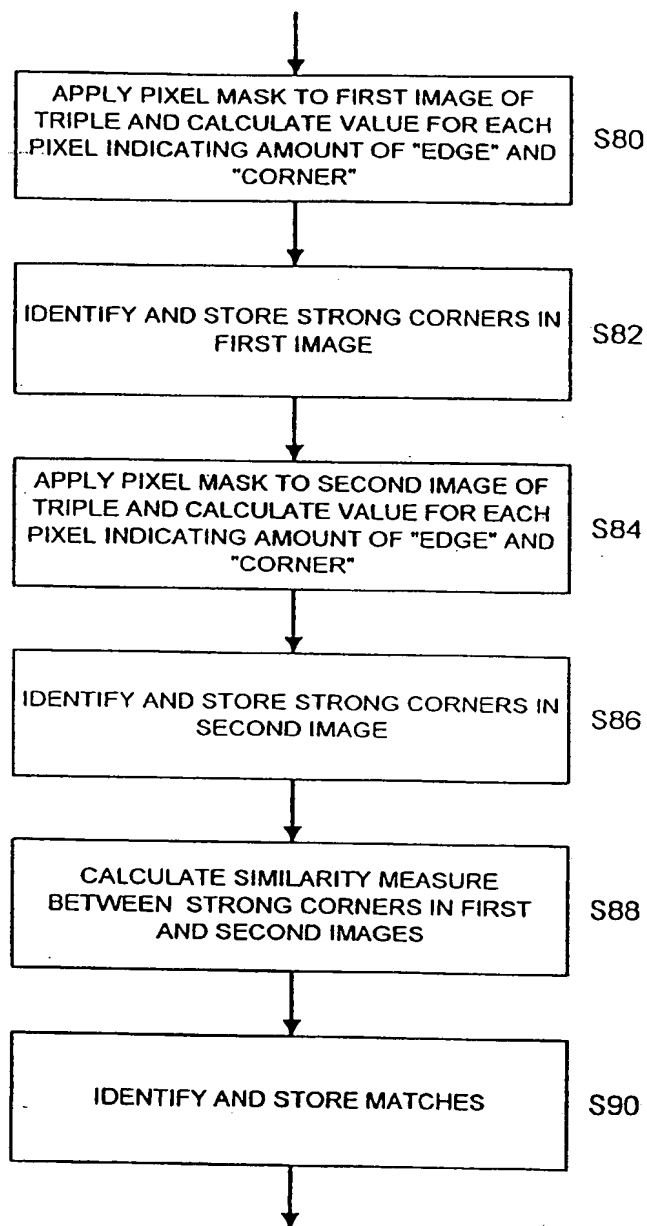 APPLY PIXEL MASK TO FIRST IMAGE OF
TRIPLE AND CALCULATE VALUE FOR EACH
PIXEL INDICATING AMOUNT OF "EDGE" AND
"CORNER"
S80
IDENTIFY AND STORE STRONG CORNERS IN
FIRST IMAGE
S82
APPLY PIXEL MASK TO SECOND IMAGE OF
TRIPLE AND CALCULATE VALUE FOR EACH
PIXEL INDICATING AMOUNT OF "EDGE" AND
"CORNER"
S84
IDENTIFY AND STORE STRONG CORNERS IN
SECOND IMAGE
S86
CALCULATE SIMILARITY MEASURE
BETWEEN STRONG CORNERS IN FIRST
AND SECOND IMAGES
S88
IDENTIFY AND STORE MATCHES
S90